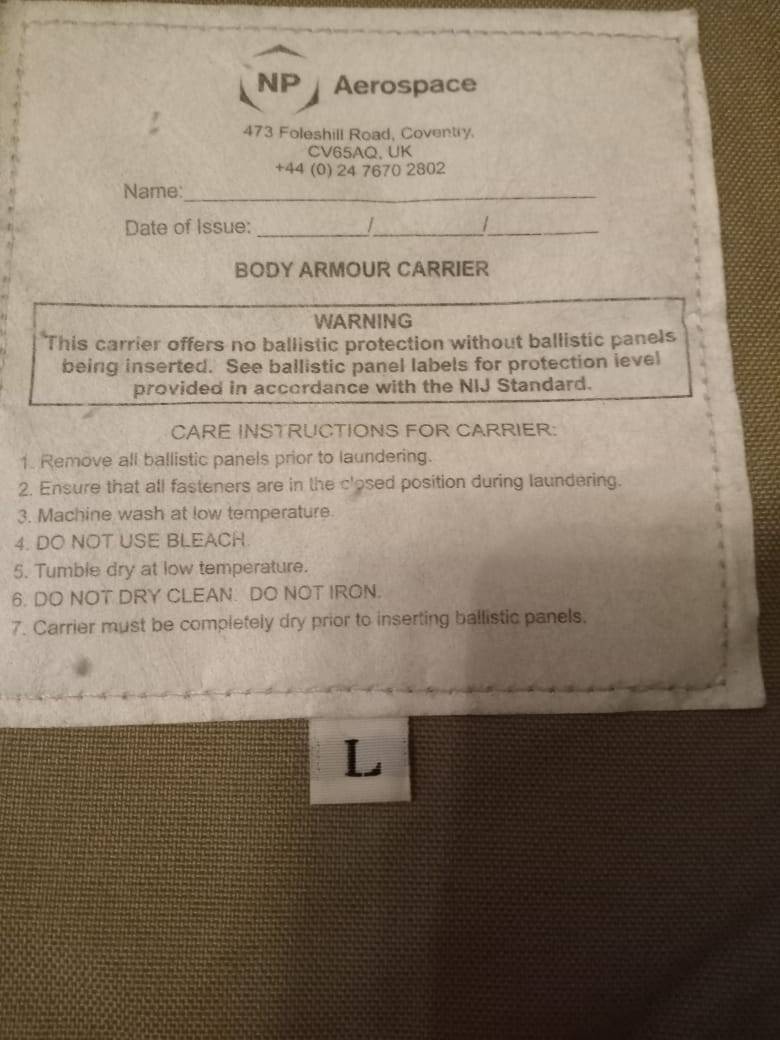 NP Aerospace
473 Foleshill Road, Coventry,
CV65AQ, UK
+44 (0) 24 7670 2802
Name:
Date of Issue: / /
BODY ARMOUR CARRIER
WARNING
This carrier offers no ballistic protection without ballistic panels
being inserted. See ballistic panel labels for protection level
provided in accordance with the NIJ Standard.
CARE INSTRUCTIONS FOR CARRIER:
1. Remove all ballistic panels prior to laundering.
2. Ensure that all fasteners are in the closed position during laundering.
3. Machine wash at low temperature.
4. DO NOT USE BLEACH.
5. Tumble dry at low temperature.
6. DO NOT DRY CLEAN. DO NOT IRON.
7. Carrier must be completely dry prior to inserting ballistic panels.
L